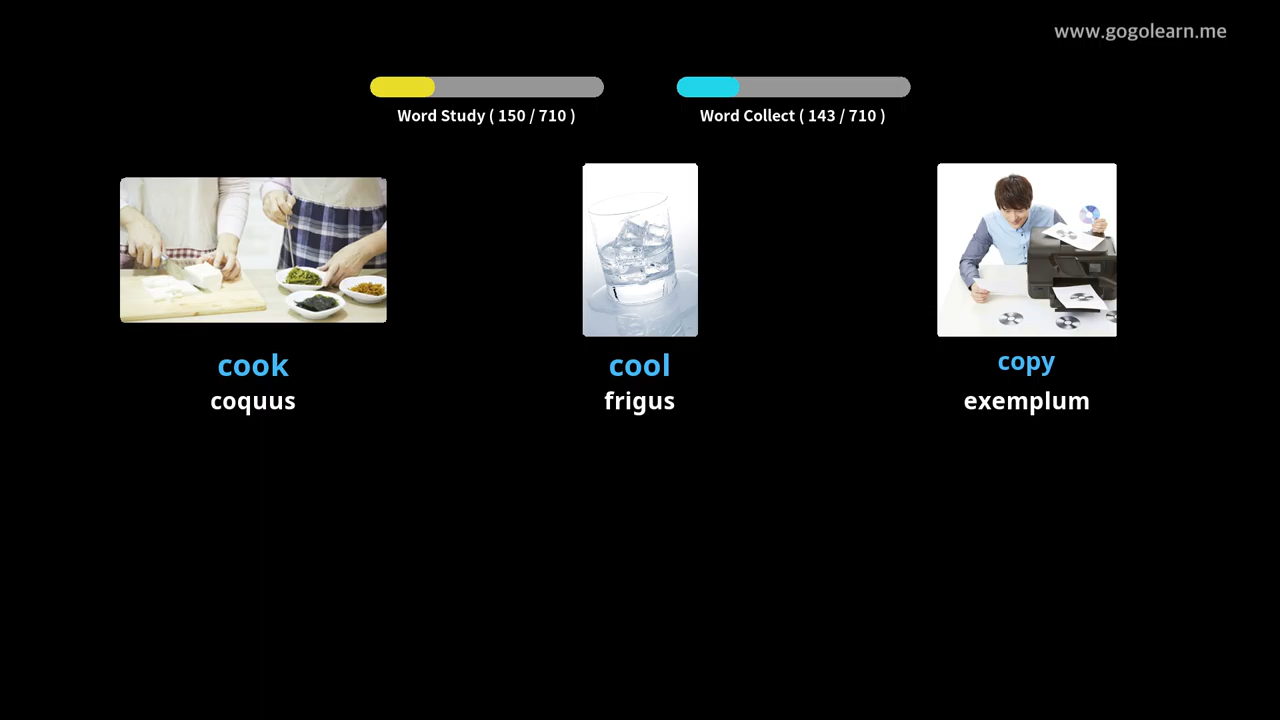 www.gogolearn.me
Word Study ( 150 / 710 )
Word Collect ( 143 / 710 )
cook
coquus
cool
frigus
copy
exemplum